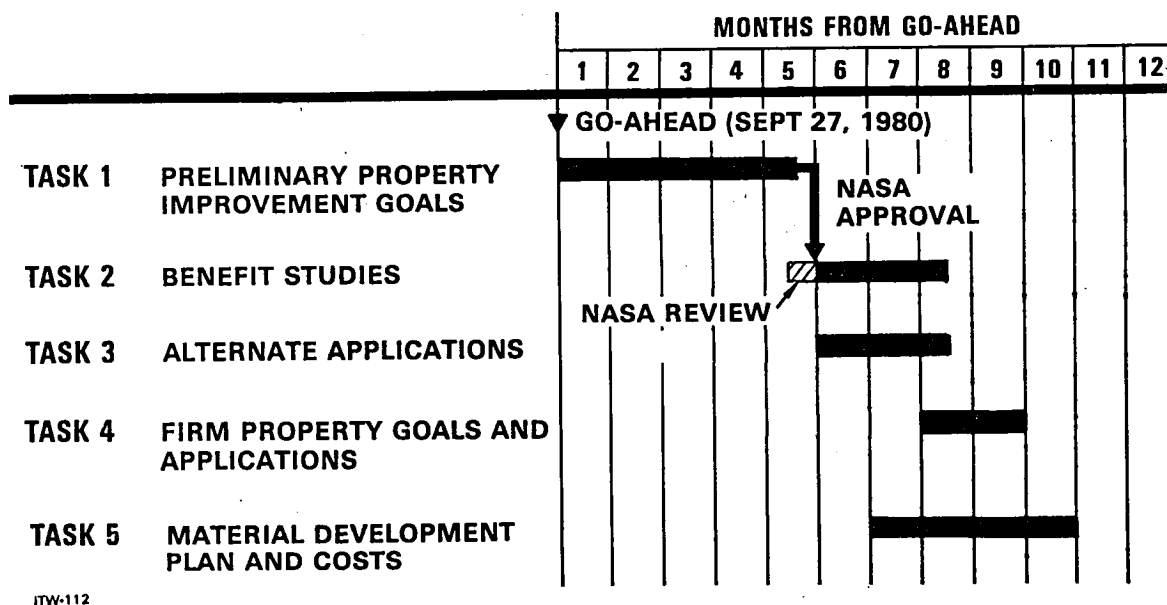 MONTHS FROM GO-AHEAD
1 2 3 4 5 6 7 8 9 10 11 12
GO-AHEAD (SEPT 27, 1980)
TASK 1 PRELIMINARY PROPERTY
IMPROVEMENT GOALS
NASA
APPROVAL
TASK 2 BENEFIT STUDIES
NASA REVIEW
TASK 3 ALTERNATE APPLICATIONS
TASK 4 FIRM PROPERTY GOALS AND
APPLICATIONS
TASK 5 MATERIAL DEVELOPMENT
PLAN AND COSTS
ITW-112